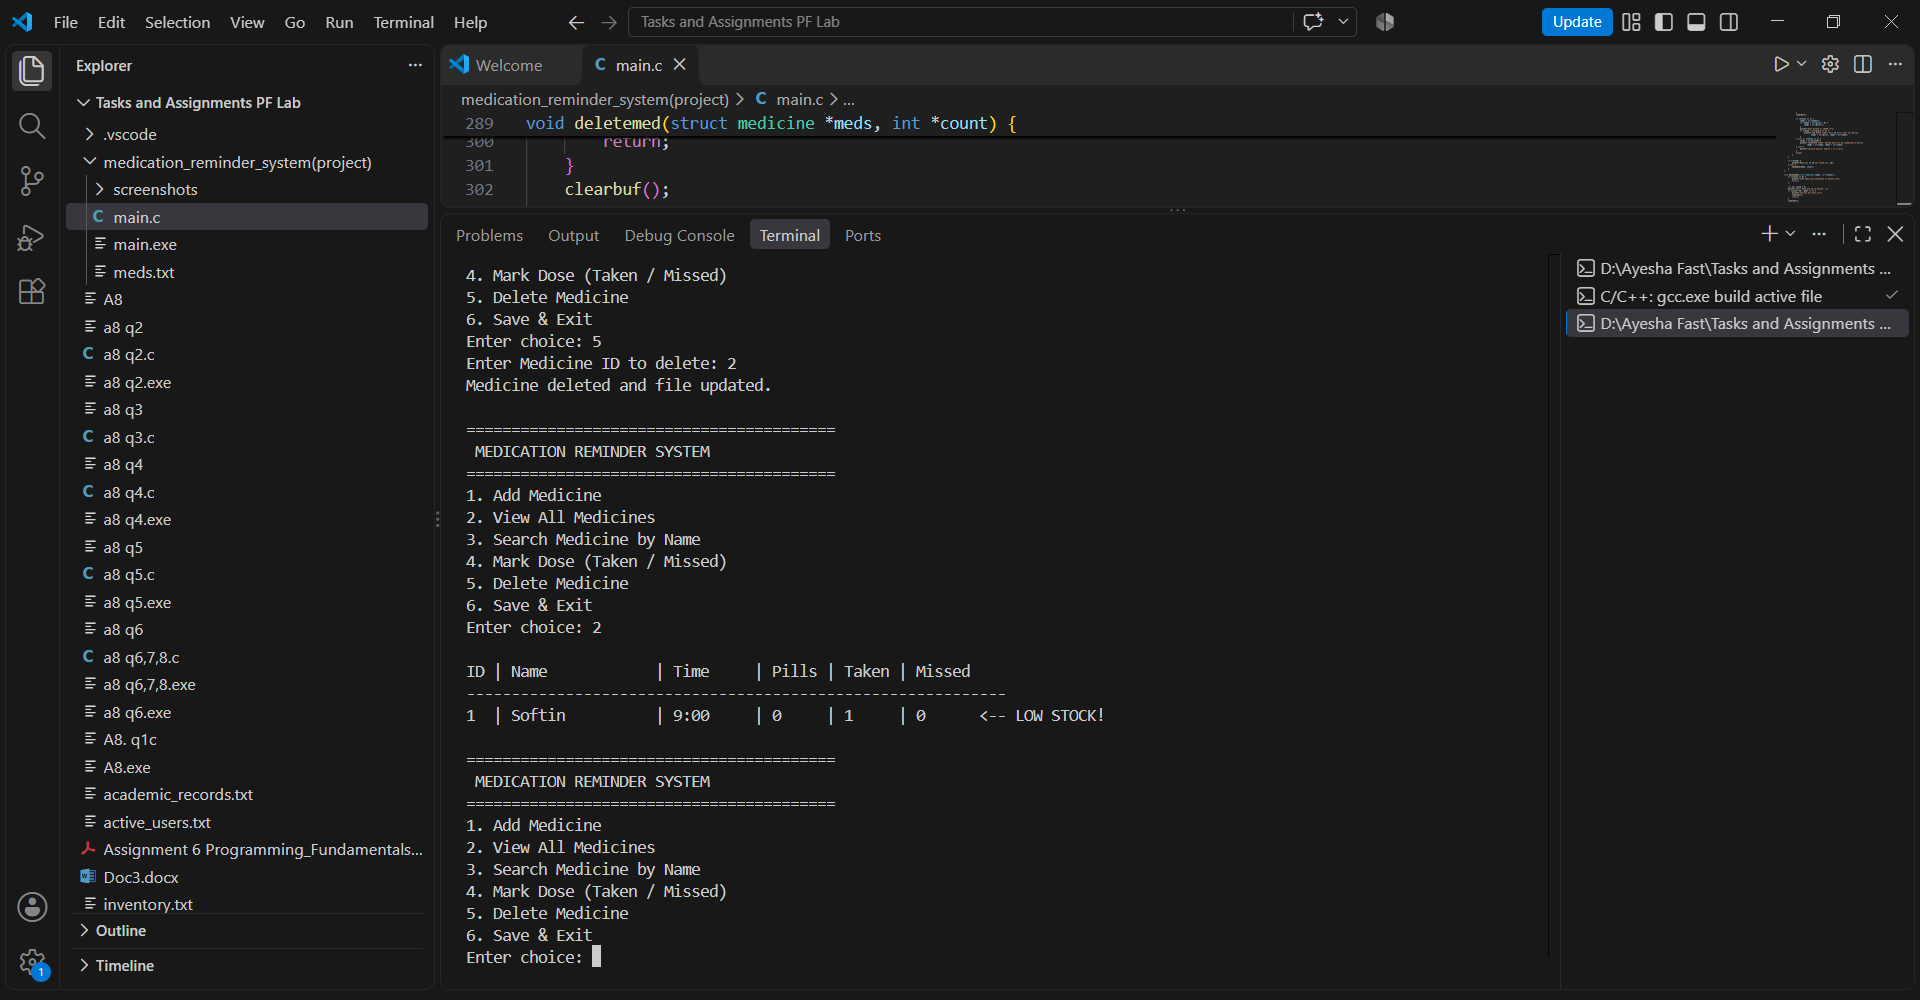 File Edit Selection View Go Run Terminal Help
Tasks and Assignments PF Lab
Update
Explorer
Tasks and Assignments PF Lab
.vscode
medication_reminder_system(project)
screenshots
C main.c
main.exe
meds.txt
A8
a8 q2
C a8 q2.c
a8 q2.exe
a8 q3
C a8 q3.c
a8 q4
C a8 q4.c
a8 q4.exe
a8 q5
C a8 q5.c
a8 q5.exe
a8 q6
C a8 q6,7,8.c
a8 q6,7,8.exe
a8 q6.exe
A8. q1c
A8.exe
academic_records.txt
active_users.txt
Assignment 6 Programming_Fundamentals...
Doc3.docx
inventory.txt
Outline
Timeline
1
Welcome
C main.c
medication_reminder_system(project) > C main.c > ...
289 void deletemed(struct medicine *meds, int *count) {
300 return;
301 }
302 clearbuf();
Problems Output Debug Console Terminal Ports
4. Mark Dose (Taken / Missed)
5. Delete Medicine
6. Save & Exit
Enter choice: 5
Enter Medicine ID to delete: 2
Medicine deleted and file updated.
=========================================
MEDICATION REMINDER SYSTEM
=========================================
1. Add Medicine
2. View All Medicines
3. Search Medicine by Name
4. Mark Dose (Taken / Missed)
5. Delete Medicine
6. Save & Exit
Enter choice: 2
ID | Name | Time | Pills | Taken | Missed
------------------------------------------------------------
1 | Softin | 9:00 | 0 | 1 | 0 <-- LOW STOCK!
=========================================
MEDICATION REMINDER SYSTEM
=========================================
1. Add Medicine
2. View All Medicines
3. Search Medicine by Name
4. Mark Dose (Taken / Missed)
5. Delete Medicine
6. Save & Exit
Enter choice:
D:\Ayesha Fast\Tasks and Assignments ...
C/C++: gcc.exe build active file
D:\Ayesha Fast\Tasks and Assignments ...